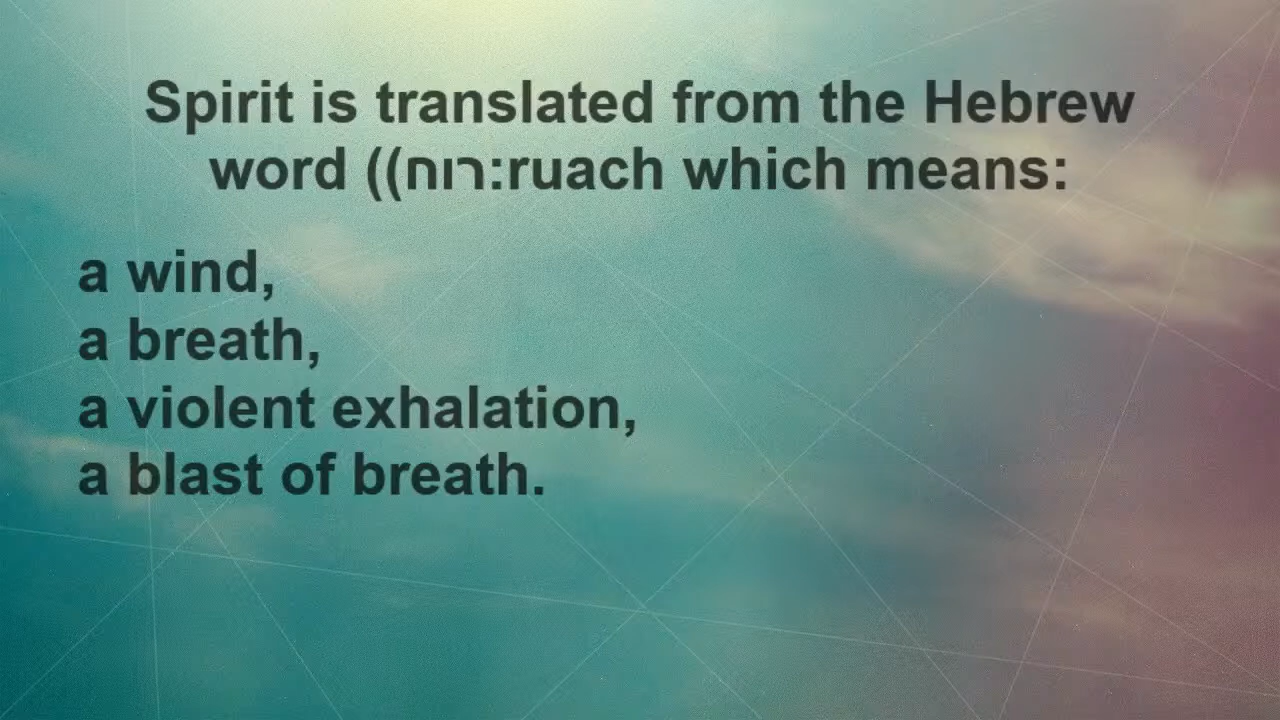 Spirit is translated from the Hebrew
word ((רוח:ruach which means:
a wind,
a breath,
a violent exhalation,
a blast of breath.